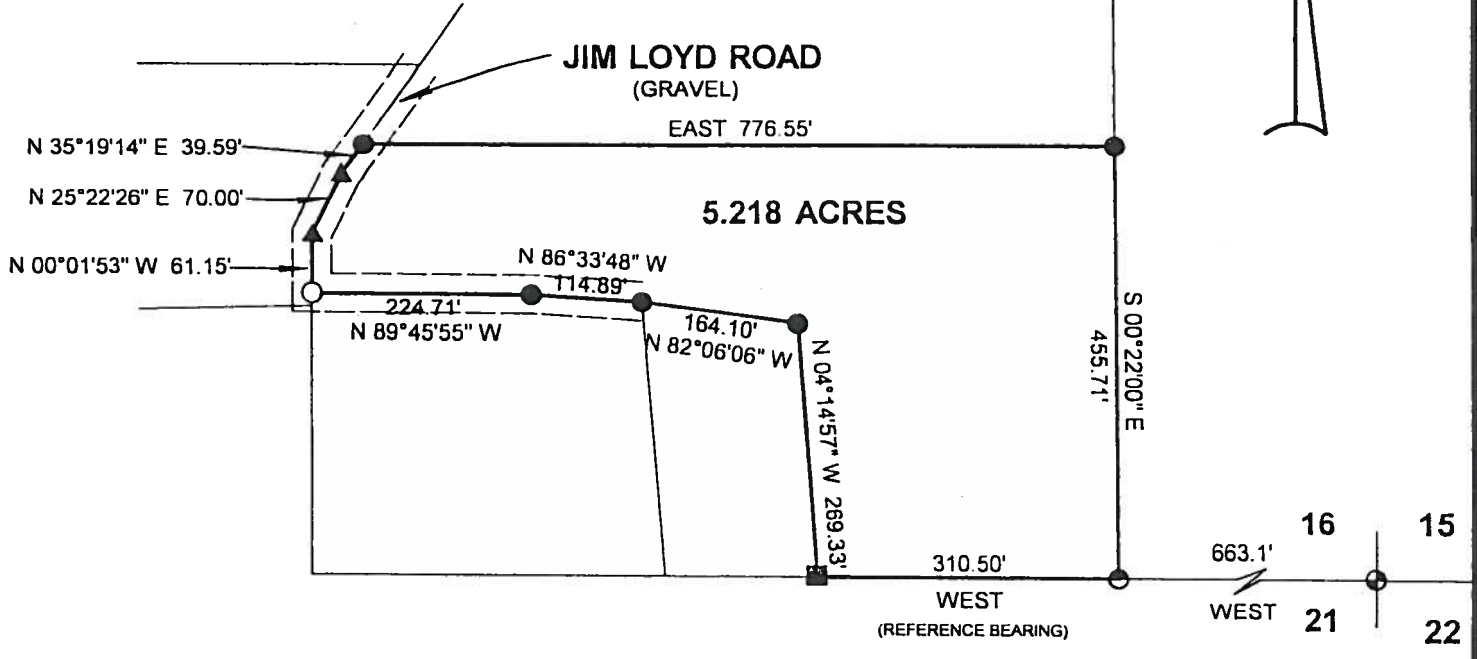 JIM LOYD ROAD
(GRAVEL)
EAST 776.55'
N 35°19'14" E 39.59'
N 25°22'26" E 70.00'
5.218 ACRES
N 00°01'53" W 61.15'
N 86°33'48" W
114.89'
224.71'
N 89°45'55" W
164.10'
N 82°06'06" W
N 04°14'57" W 269.33'
S 00°22'00" E
455.71'
310.50'
WEST
(REFERENCE BEARING)
663.1'
WEST
16
15
21
22